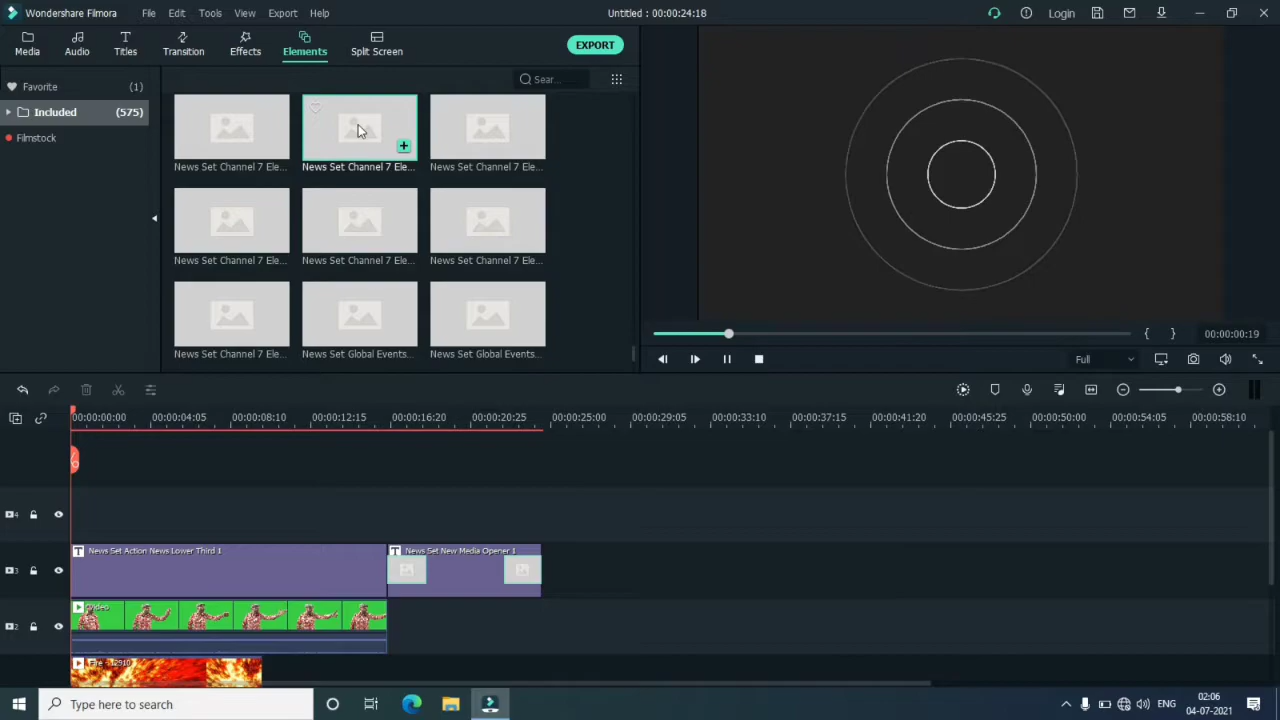 Wondershare Filmora
File
Edit
Tools
View
Export
Help
Untitled : 00:00:24:18
Login
Media
Audio
Titles
Transition
Effects
Elements
Split Screen
EXPORT
Favorite
(1)
Included
(575)
Filmstock
Sear...
News Set Channel 7 Ele...
News Set Channel 7 Ele...
News Set Channel 7 Ele...
News Set Channel 7 Ele...
News Set Channel 7 Ele...
News Set Channel 7 Ele...
News Set Channel 7 Ele...
News Set Global Events...
News Set Global Events...
{ }
00:00:00:19
Full
00:00:00:00
00:00:04:05
00:00:08:10
00:00:12:15
00:00:16:20
00:00:20:25
00:00:25:00
00:00:29:05
00:00:33:10
00:00:37:15
00:00:41:20
00:00:45:25
00:00:50:00
00:00:54:05
00:00:58:10
4
3
T News Set Action News Lower Third 1
T News Set New Media Opener 1
2
Type here to search
ENG
02:06
04-07-2021